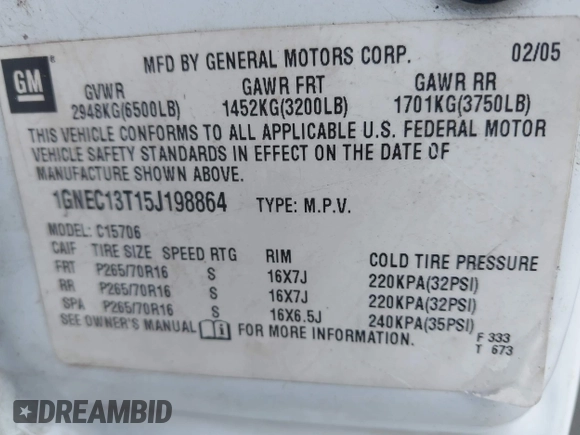 GM
MFD BY GENERAL MOTORS CORP. 02/05
GVWR GAWR FRT GAWR RR
2948KG(6500LB) 1452KG(3200LB) 1701KG(3750LB)
THIS VEHICLE CONFORMS TO ALL APPLICABLE U.S. FEDERAL MOTOR
VEHICLE SAFETY STANDARDS IN EFFECT ON THE DATE OF
MANUFACTURE SHOWN ABOVE.
1GNEC13T15J198864 TYPE: M.P.V.
MODEL: C15706
CAIF TIRE SIZE SPEED RTG RIM COLD TIRE PRESSURE
FRT P265/70R16 S 16X7J 220KPA(32PSI)
RR P265/70R16 S 16X7J 220KPA(32PSI)
SPA P265/70R16 S 16X6.5J 240KPA(35PSI)
SEE OWNER'S MANUAL i FOR MORE INFORMATION. F 333
T 673
DREAMBID